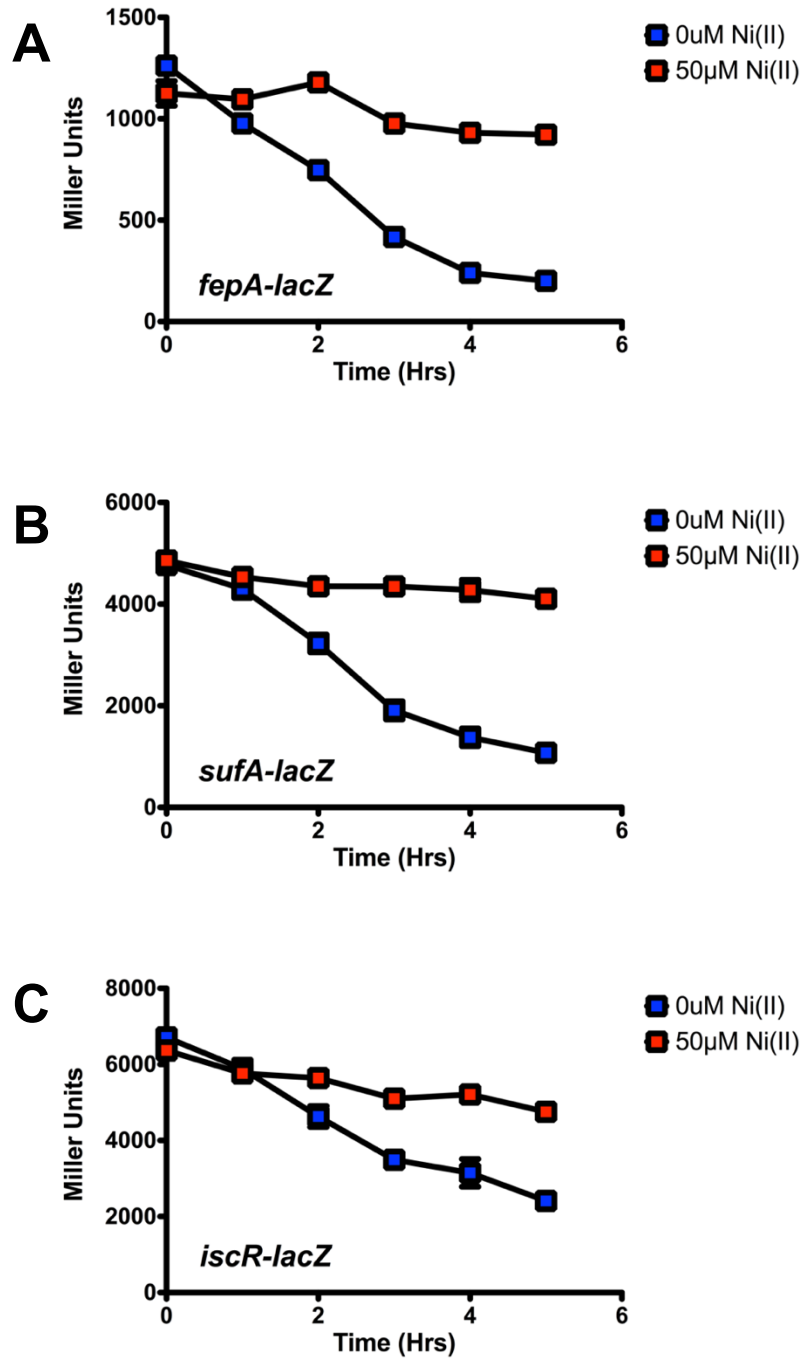 A
1500
1000
500
0
Miller Units
0uM Ni(II)
50µM Ni(II)
fepA-lacZ
0 2 4 6
Time (Hrs)
B
6000
4000
2000
0
Miller Units
0uM Ni(II)
50µM Ni(II)
sufA-lacZ
0 2 4 6
Time (Hrs)
C
8000
6000
4000
2000
0
Miller Units
0uM Ni(II)
50µM Ni(II)
iscR-lacZ
0 2 4 6
Time (Hrs)